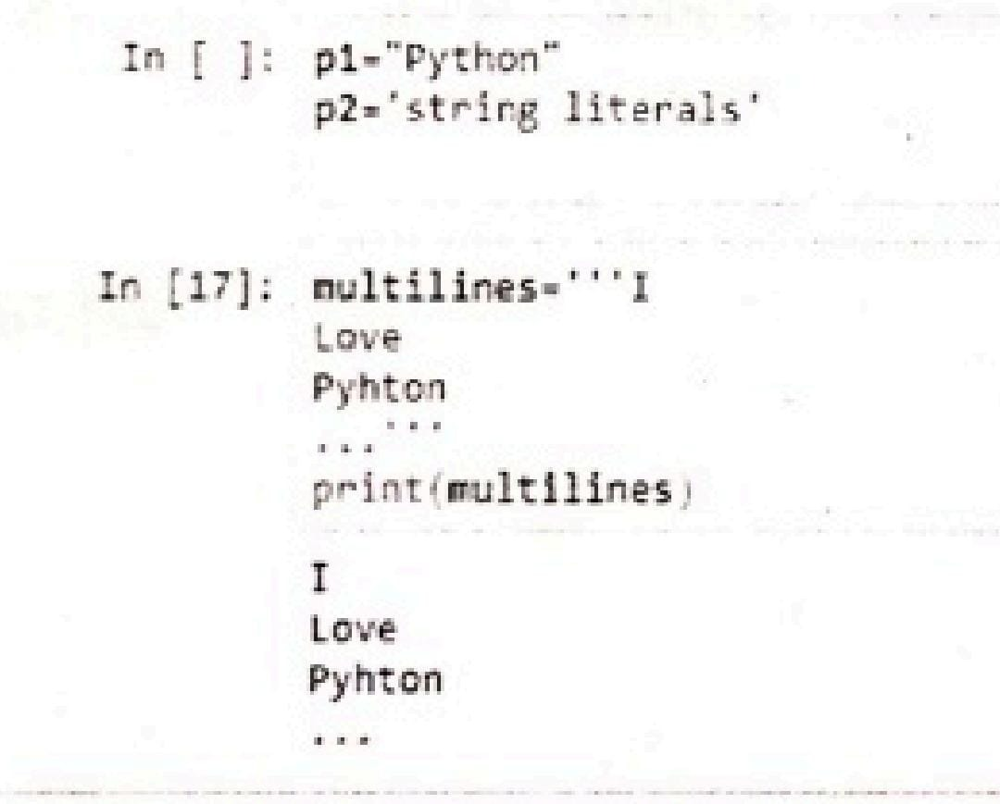 In [ ]: p1="Python"
p2='string literals'
In [17]: multilines='''I
Love
Pyhton
...'''
print(multilines)
I
Love
Pyhton
...